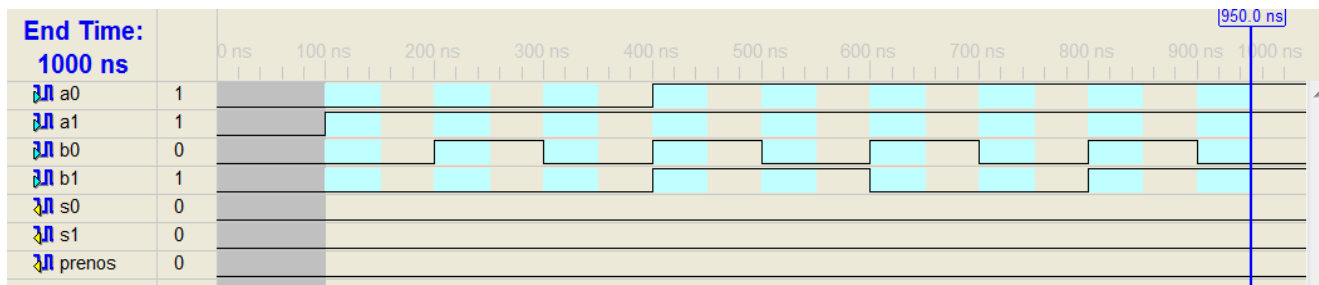 950.0 ns
End Time:
1000 ns
0 ns 100 ns 200 ns 300 ns 400 ns 500 ns 600 ns 700 ns 800 ns 900 ns 1000 ns
a0 1
a1 1
b0 0
b1 1
s0 0
s1 0
prenos 0